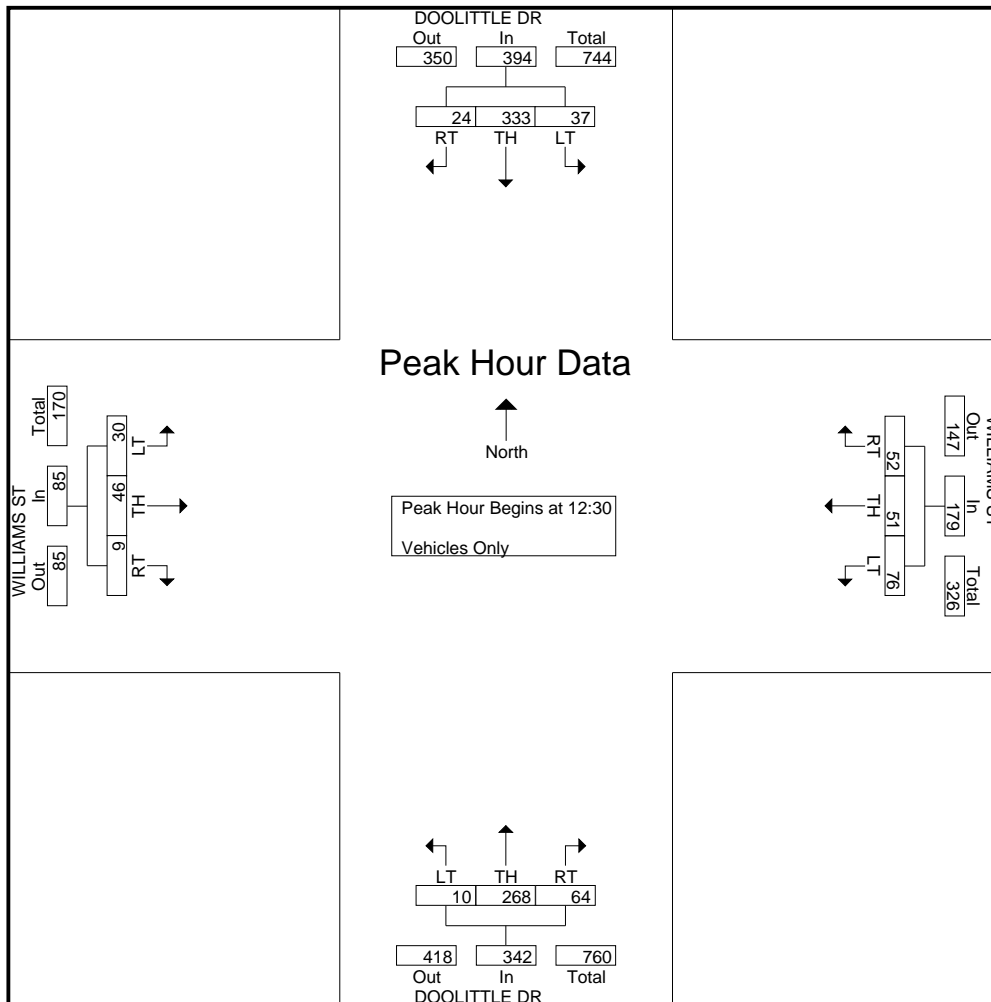 DOOLITTLE DR
Out In Total
350 394 744
24 333 37
RT TH LT
Peak Hour Data
North
Peak Hour Begins at 12:30
Vehicles Only
WILLIAMS ST
Out In Total
85 85 170
9 46 30
RT TH LT
WILLIAMS ST
Out In Total
147 179 326
52 51 76
RT TH LT
LT TH RT
10 268 64
418 342 760
Out In Total
DOOLITTLE DR